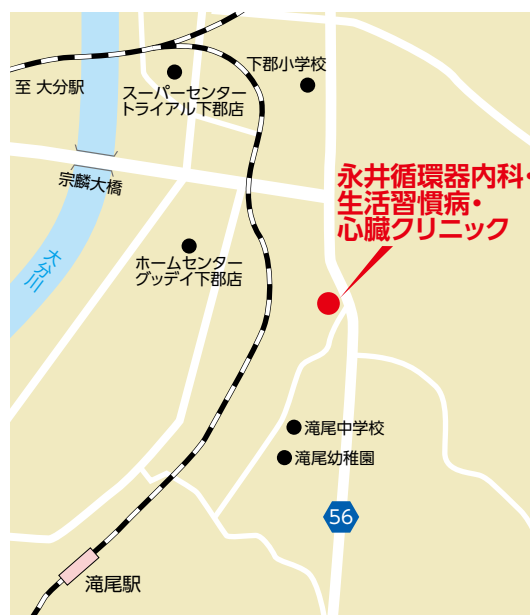 下郡小学校
至 大分駅
スーパーセンター
トライアル下郡店
宗麟大橋
永井循環器内科・
生活習慣病・
心臓クリニック
大分川
ホームセンター
グッデイ下郡店
滝尾中学校
滝尾幼稚園
56
滝尾駅